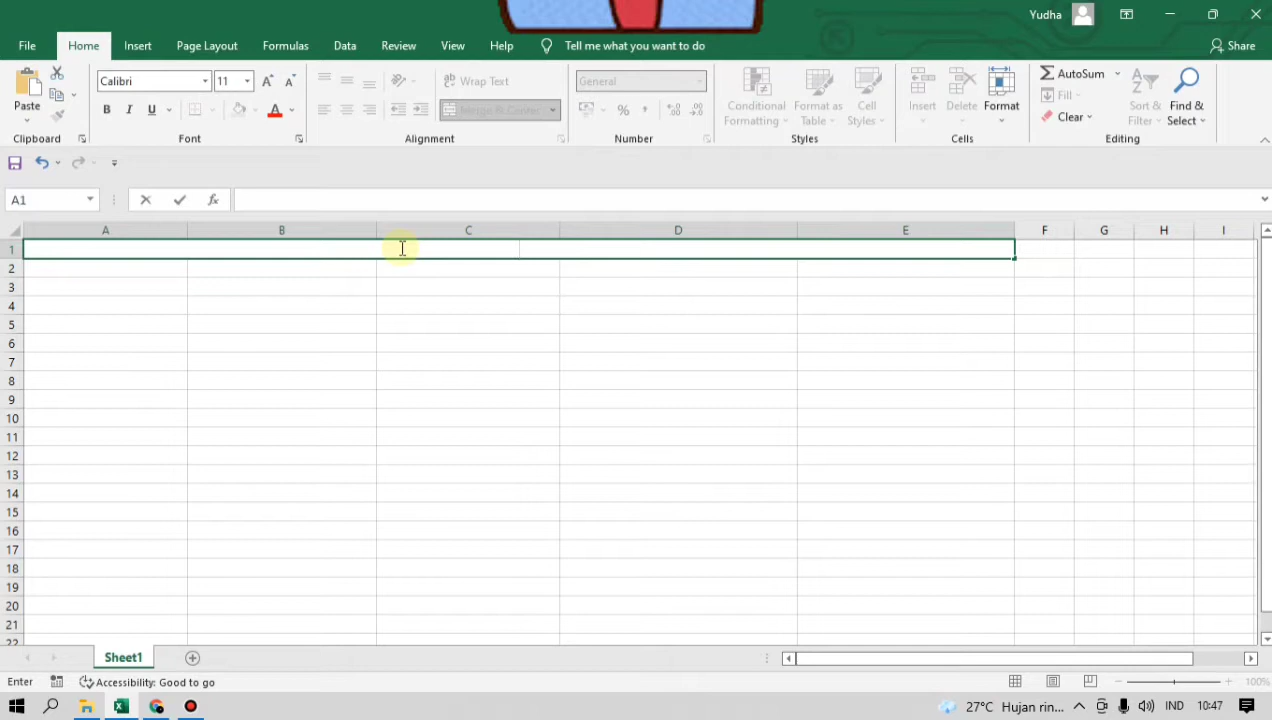 Yudha
File Home Insert Page Layout Formulas Data Review View Help Tell me what you want to do Share
Paste
Calibri 11
B I U A
Wrap Text
Merge & Center
General
% ,
Conditional Formatting
Format as Table
Cell Styles
Insert
Delete
Format
AutoSum
Fill
Clear
Sort & Filter
Find & Select
Clipboard Font Alignment Number Styles Cells Editing
A1 fx
A B C D E F G H I
1
2
3
4
5
6
7
8
9
10
11
12
13
14
15
16
17
18
19
20
21
22
Sheet1
Enter Accessibility: Good to go 100%
27°C Hujan rin... IND 10:47